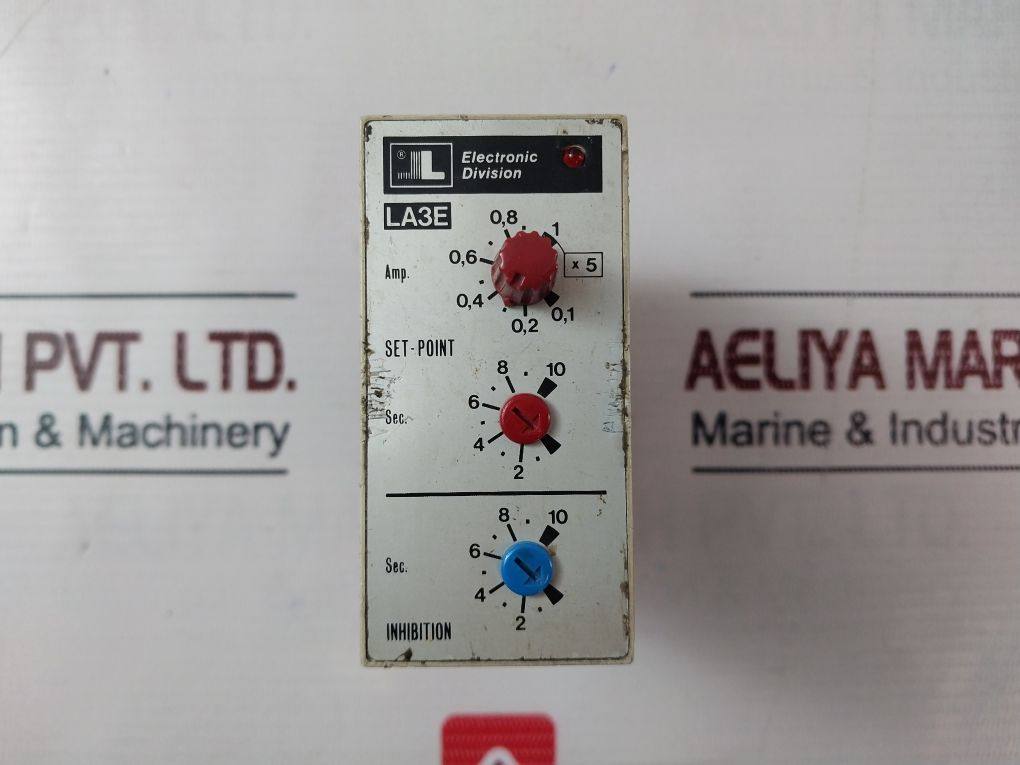 ® L Electronic
Division
LA3E
0,8
1
0,6
x 5
Amp.
0,4
0,1
0,2
SET-POINT
8
10
6
Sec.
4
2
8
10
6
Sec.
4
2
INHIBITION
PVT. LTD.
n & Machinery
AELIYA MAR
Marine & Industr